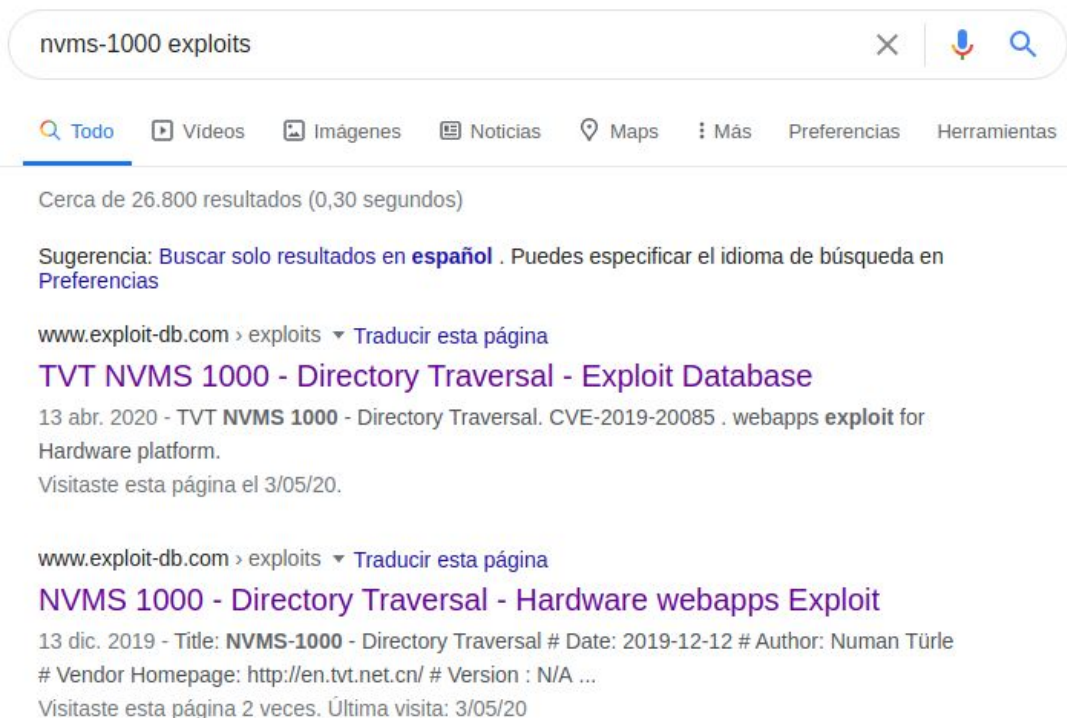 nvms-1000 exploits
Todo Vídeos Imágenes Noticias Maps Más Preferencias Herramientas
Cerca de 26.800 resultados (0,30 segundos)
Sugerencia: Buscar solo resultados en español . Puedes especificar el idioma de búsqueda en
Preferencias
www.exploit-db.com › exploits ▾ Traducir esta página
TVT NVMS 1000 - Directory Traversal - Exploit Database
13 abr. 2020 - TVT NVMS 1000 - Directory Traversal. CVE-2019-20085 . webapps exploit for
Hardware platform.
Visitaste esta página el 3/05/20.
www.exploit-db.com › exploits ▾ Traducir esta página
NVMS 1000 - Directory Traversal - Hardware webapps Exploit
13 dic. 2019 - Title: NVMS-1000 - Directory Traversal # Date: 2019-12-12 # Author: Numan Türle
# Vendor Homepage: http://en.tvt.net.cn/ # Version : N/A ...
Visitaste esta página 2 veces. Última visita: 3/05/20